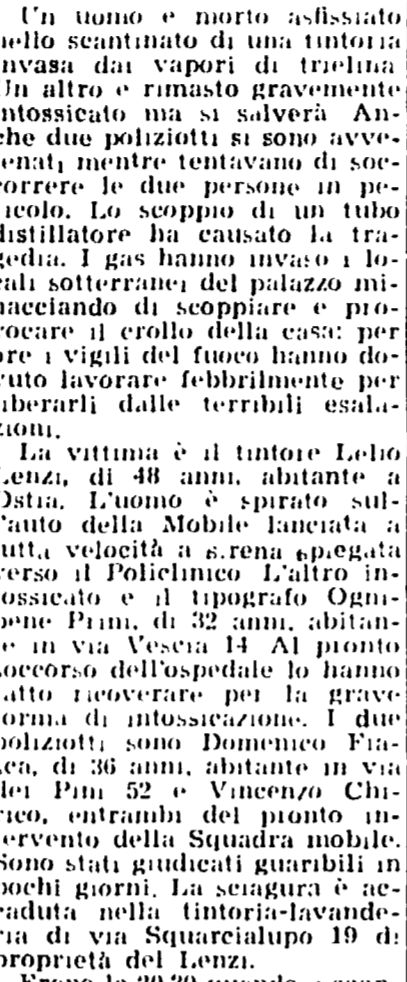 Un uomo e morto asfissiato
nello scantinato di una tintoria
invasa dai vapori di trielina
Un altro e rimasto gravemente
intossicato ma si salverà An-
che due poliziotti si sono avve-
lenati mentre tentavano di soc-
correre le due persone in pe-
ricolo. Lo scoppio di un tubo
distillatore ha causato la tra-
gedia. I gas hanno invaso i lo-
cali sotterranei del palazzo mi-
nacciando di scoppiare e pro-
vocare il crollo della casa: per
ore i vigili del fuoco hanno do-
vuto lavorare febbrilmente per
liberarli dalle terribili esala-
zioni.
La vittima è il tintore Lelio
Lenzi, di 48 anni, abitante a
Ostia. L'uomo è spirato sul-
l'auto della Mobile lanciata a
tutta velocità a sirena spiegata
verso il Policlinico L'altro in-
tossicato e il tipografo Ogni-
bene Prini, di 32 anni, abitan-
te in via Vescia 14 Al pronto
soccorso dell'ospedale lo hanno
fatto ricoverare per la grave
forma di intossicazione. I due
poliziotti sono Domenico Fia-
di 36 anni, abitante in via
dei Pini 52 e Vincenzo Chi-
rico, entrambi del pronto in-
tervento della Squadra mobile.
Sono stati giudicati guaribili in
pochi giorni. La sciagura è ac-
caduta nella tintoria-lavande-
ria di via Squarcialupo 19 di
proprietà del Lenzi.